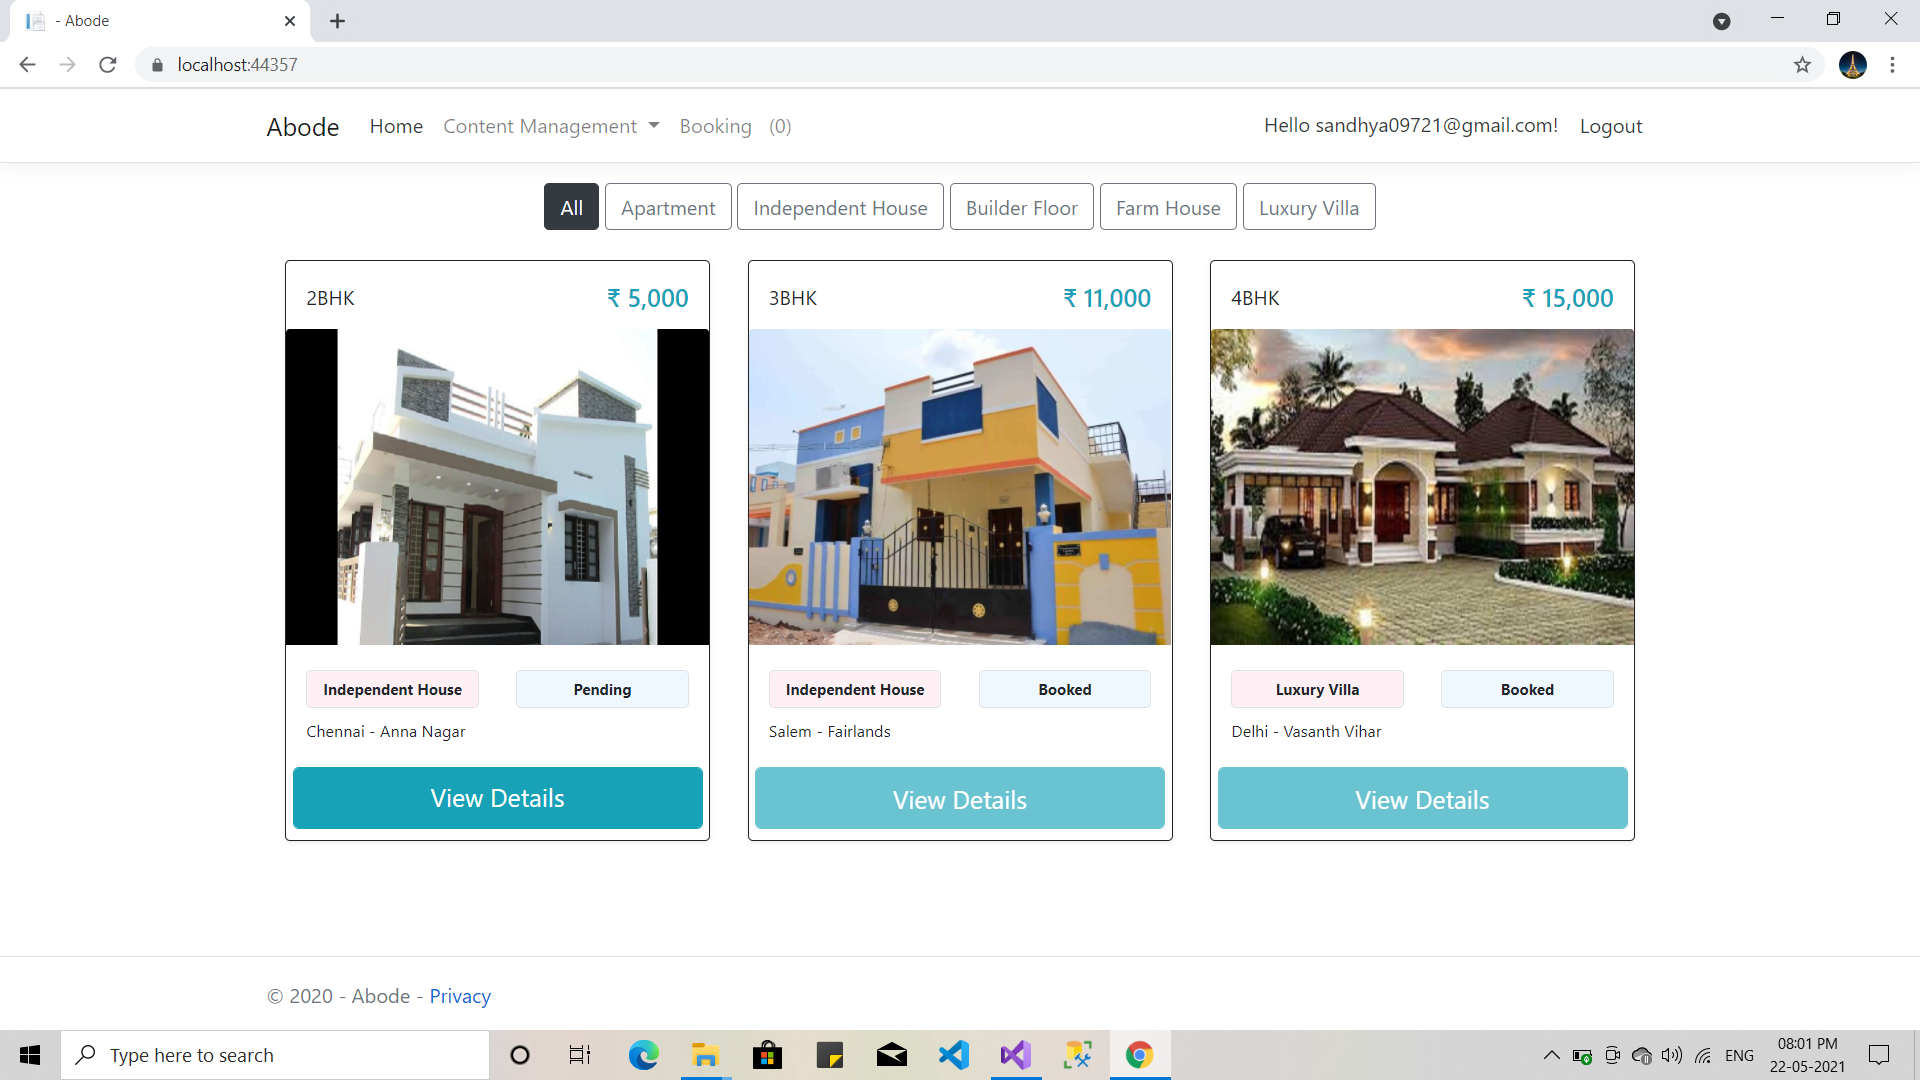 - Abode
localhost:44357
Abode Home Content Management Booking (0) Hello sandhya09721@gmail.com! Logout
All Apartment Independent House Builder Floor Farm House Luxury Villa
2BHK ₹ 5,000
Independent House Pending
Chennai - Anna Nagar
View Details
3BHK ₹ 11,000
Independent House Booked
Salem - Fairlands
View Details
4BHK ₹ 15,000
Luxury Villa Booked
Delhi - Vasanth Vihar
View Details
© 2020 - Abode - Privacy
Type here to search
ENG
08:01 PM
22-05-2021